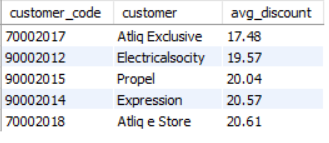 customer_code customer avg_discount
70002017 Atliq Exclusive 17.48
90002012 Electricalsocity 19.57
90002015 Propel 20.04
90002014 Expression 20.57
70002018 Atliq e Store 20.61